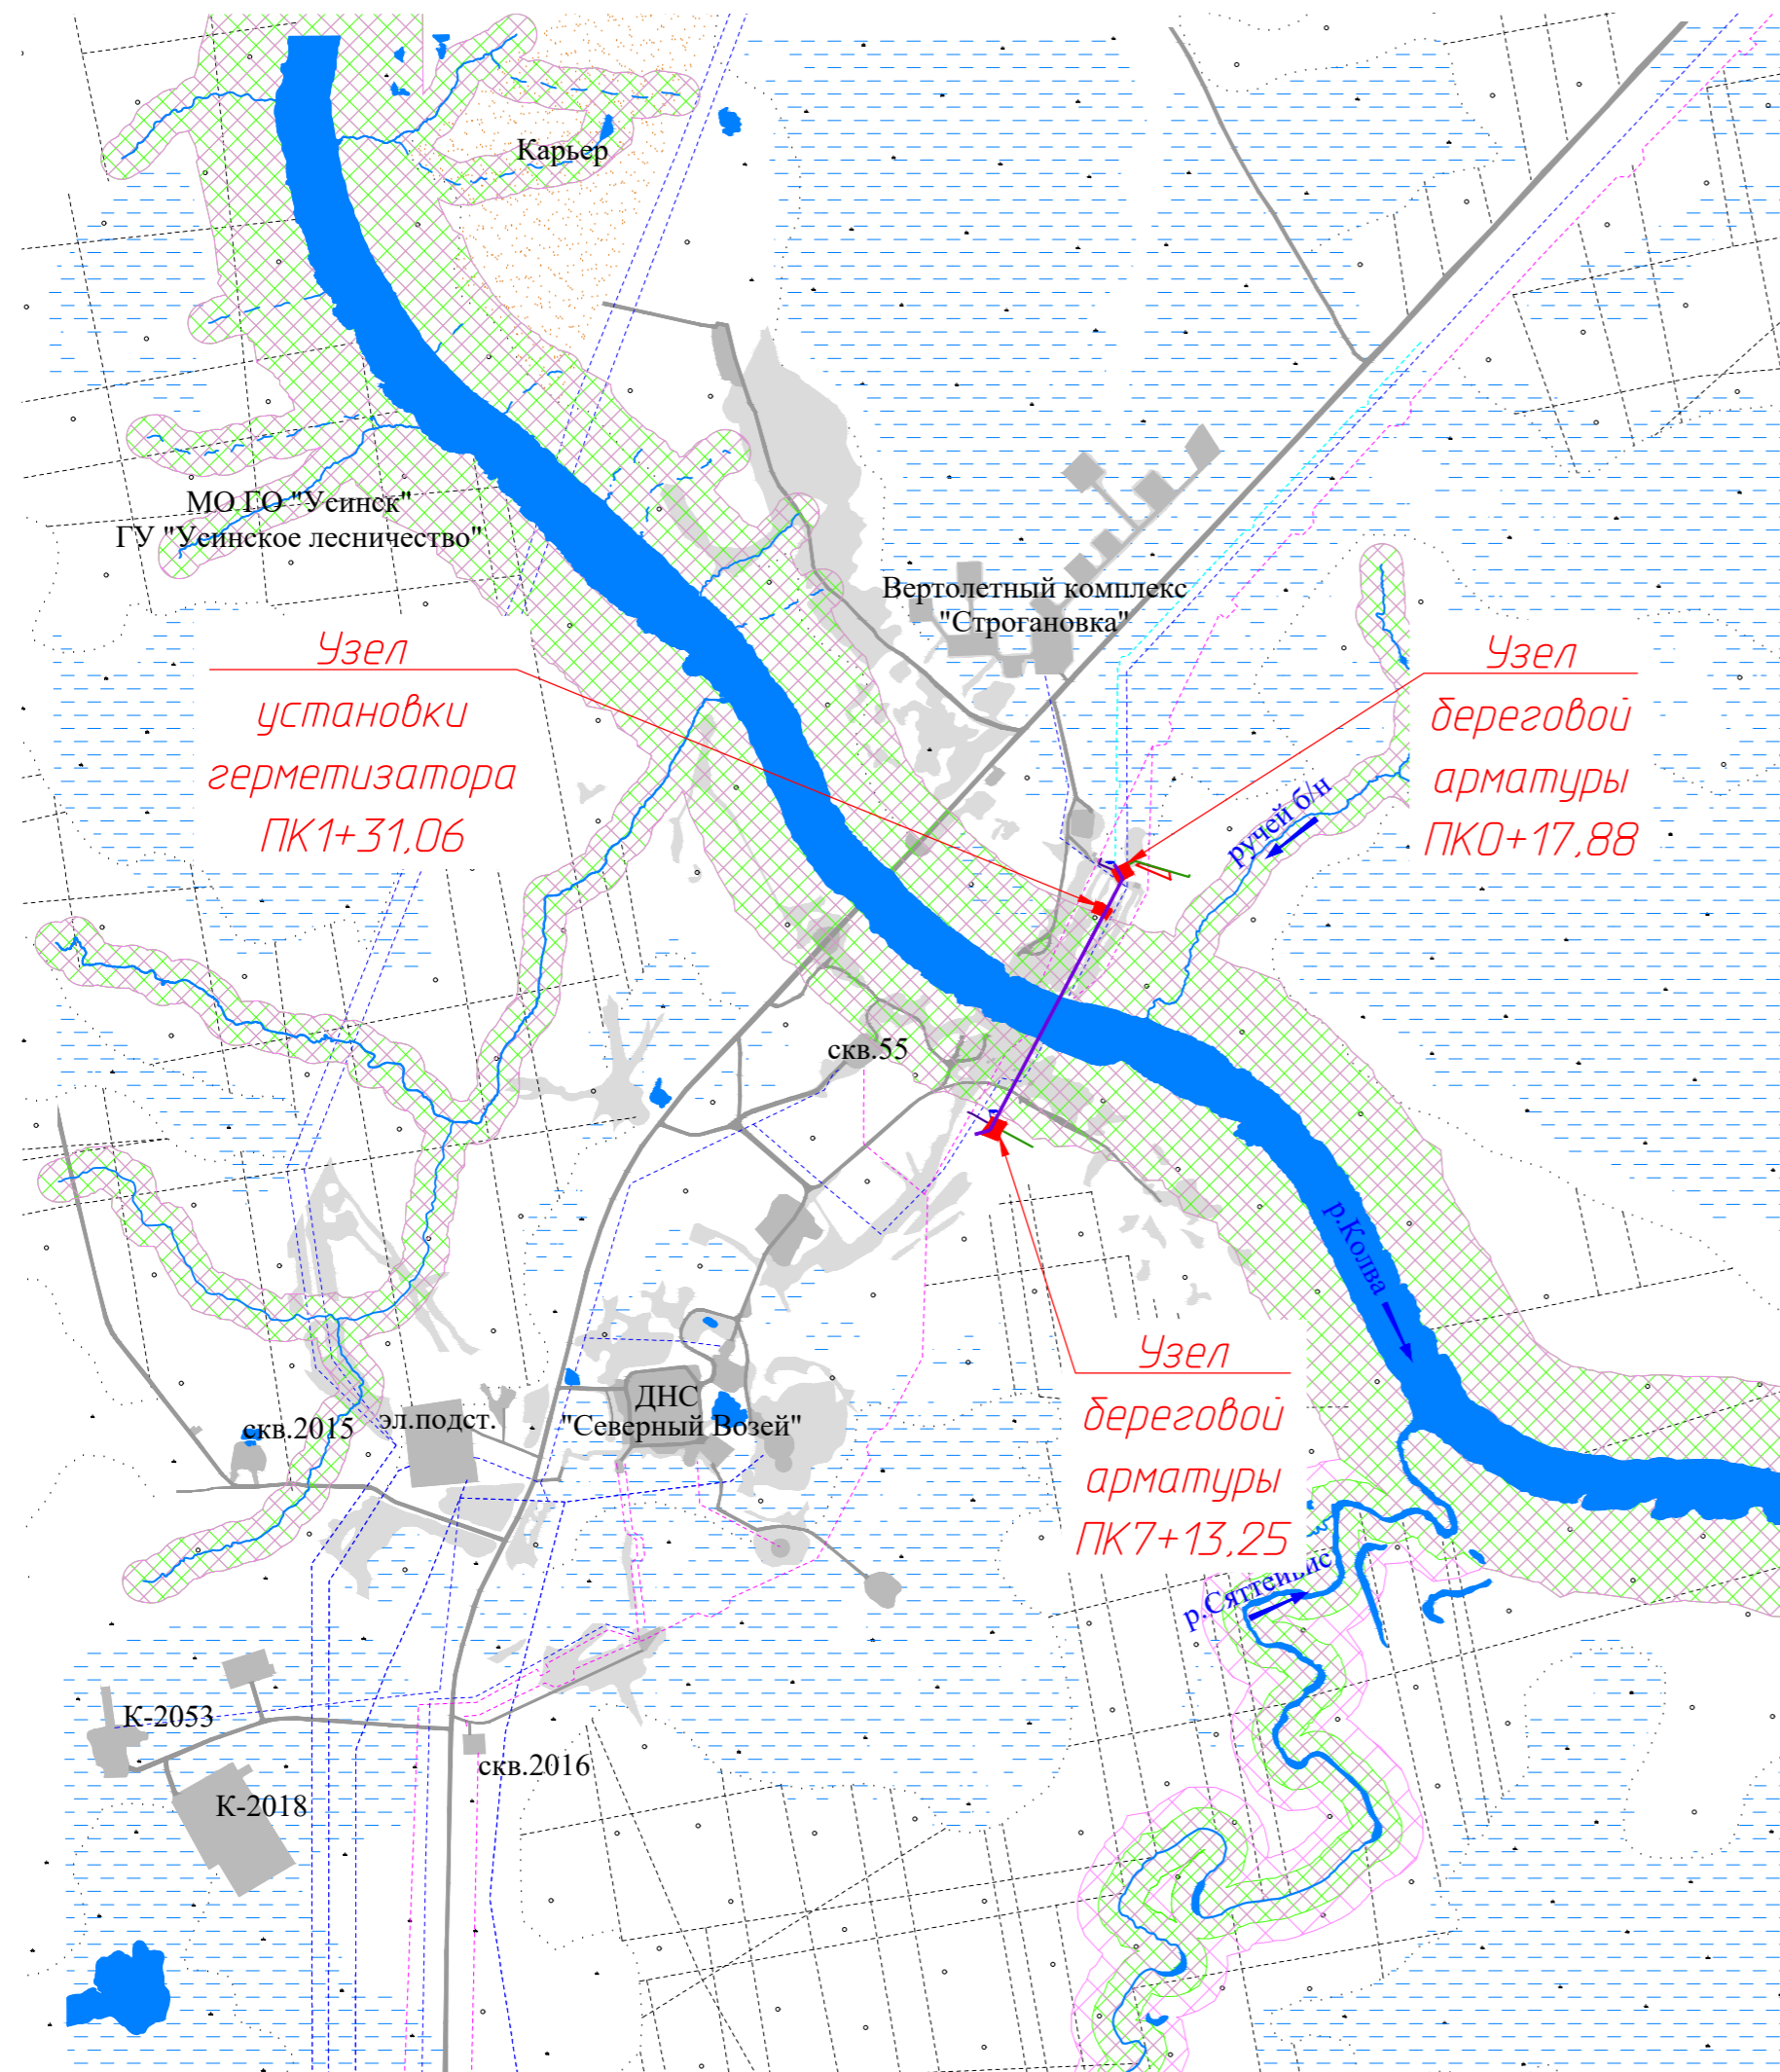 Карьер
МО ГО "Усинск"
ГУ "Усинское лесничество"
Вертолетный комплекс
"Строгановка"
Узел
установки
герметизатора
ПК1+31,06
Узел
береговой
арматуры
ПК0+17,88
ручей б/н
скв.55
р.Колва
Узел
береговой
арматуры
ПК7+13,25
ДНС
"Северный Возей"
эл.подст.
скв.2015
К-2053
скв.2016
К-2018